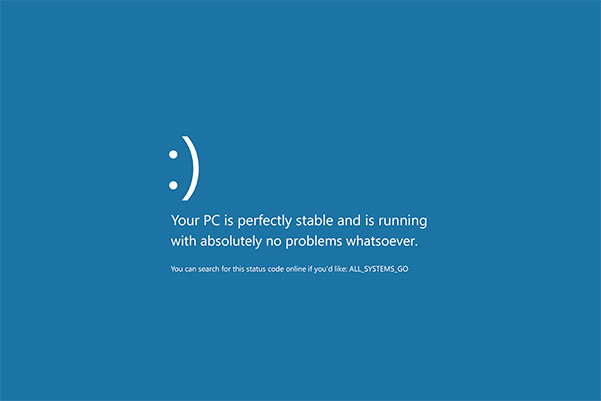 :)
Your PC is perfectly stable and is running
with absolutely no problems whatsoever.
You can search for this status code online if you'd like: ALL_SYSTEMS_GO